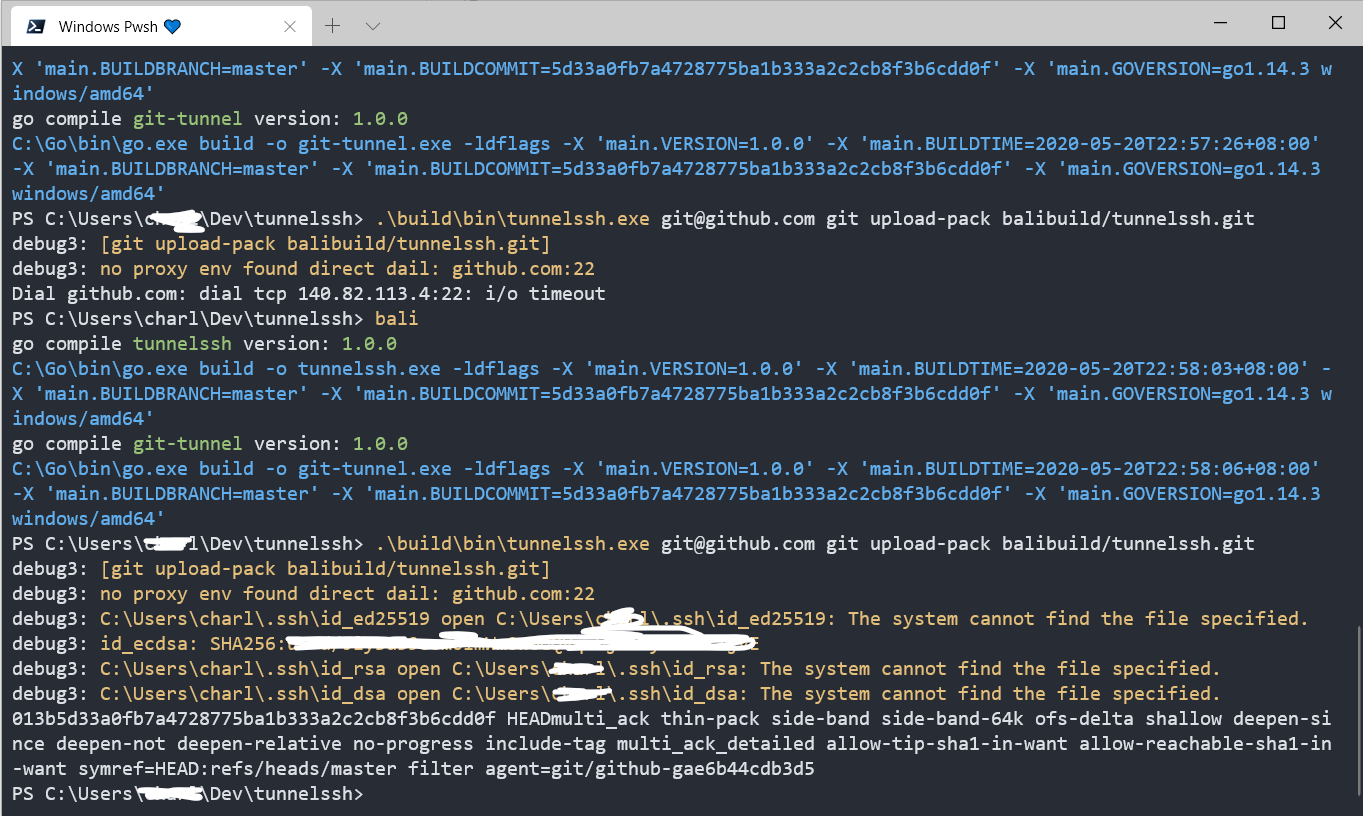 Windows Pwsh 💙
X 'main.BUILDBRANCH=master' -X 'main.BUILDCOMMIT=5d33a0fb7a4728775ba1b333a2c2cb8f3b6cdd0f' -X 'main.GOVERSION=go1.14.3 w
indows/amd64'
go compile git-tunnel version: 1.0.0
C:\Go\bin\go.exe build -o git-tunnel.exe -ldflags -X 'main.VERSION=1.0.0' -X 'main.BUILDTIME=2020-05-20T22:57:26+08:00'
-X 'main.BUILDBRANCH=master' -X 'main.BUILDCOMMIT=5d33a0fb7a4728775ba1b333a2c2cb8f3b6cdd0f' -X 'main.GOVERSION=go1.14.3
windows/amd64'
PS C:\Users\ \Dev\tunnelssh> .\build\bin\tunnelssh.exe git@github.com git upload-pack balibuild/tunnelssh.git
debug3: [git upload-pack balibuild/tunnelssh.git]
debug3: no proxy env found direct dail: github.com:22
Dial github.com: dial tcp 140.82.113.4:22: i/o timeout
PS C:\Users\charl\Dev\tunnelssh> bali
go compile tunnelssh version: 1.0.0
C:\Go\bin\go.exe build -o tunnelssh.exe -ldflags -X 'main.VERSION=1.0.0' -X 'main.BUILDTIME=2020-05-20T22:58:03+08:00' -
X 'main.BUILDBRANCH=master' -X 'main.BUILDCOMMIT=5d33a0fb7a4728775ba1b333a2c2cb8f3b6cdd0f' -X 'main.GOVERSION=go1.14.3 w
indows/amd64'
go compile git-tunnel version: 1.0.0
C:\Go\bin\go.exe build -o git-tunnel.exe -ldflags -X 'main.VERSION=1.0.0' -X 'main.BUILDTIME=2020-05-20T22:58:06+08:00'
-X 'main.BUILDBRANCH=master' -X 'main.BUILDCOMMIT=5d33a0fb7a4728775ba1b333a2c2cb8f3b6cdd0f' -X 'main.GOVERSION=go1.14.3
windows/amd64'
PS C:\Users\ \Dev\tunnelssh> .\build\bin\tunnelssh.exe git@github.com git upload-pack balibuild/tunnelssh.git
debug3: [git upload-pack balibuild/tunnelssh.git]
debug3: no proxy env found direct dail: github.com:22
debug3: C:\Users\charl\.ssh\id_ed25519 open C:\Users\ \.ssh\id_ed25519: The system cannot find the file specified.
debug3: id_ecdsa: SHA256:
debug3: C:\Users\charl\.ssh\id_rsa open C:\Users\ \.ssh\id_rsa: The system cannot find the file specified.
debug3: C:\Users\charl\.ssh\id_dsa open C:\Users\ \.ssh\id_dsa: The system cannot find the file specified.
013b5d33a0fb7a4728775ba1b333a2c2cb8f3b6cdd0f HEADmulti_ack thin-pack side-band side-band-64k ofs-delta shallow deepen-si
nce deepen-not deepen-relative no-progress include-tag multi_ack_detailed allow-tip-sha1-in-want allow-reachable-sha1-in
-want symref=HEAD:refs/heads/master filter agent=git/github-gae6b44cdb3d5
PS C:\Users\ \Dev\tunnelssh>